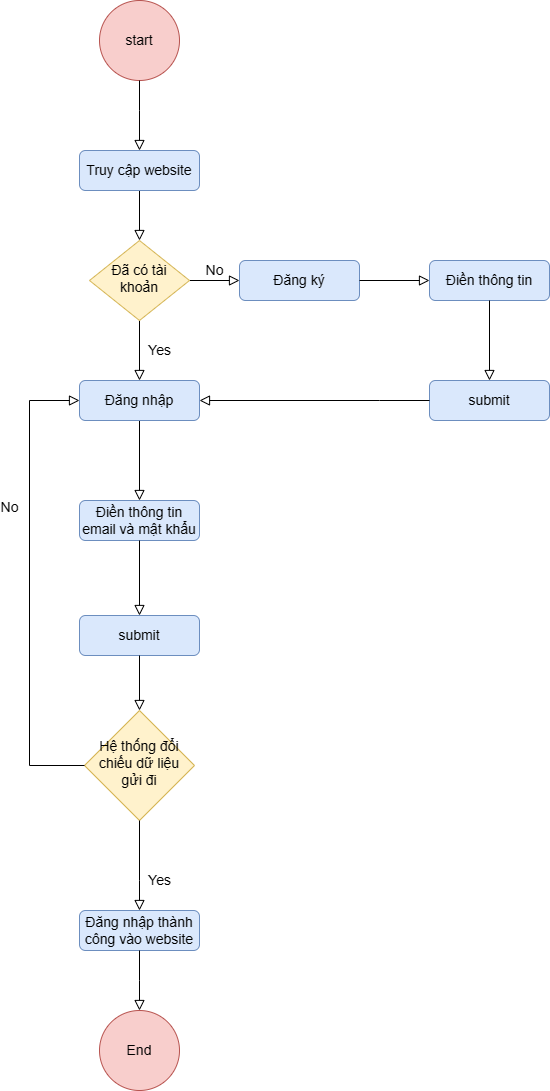 start
Truy cập website
Đã có tài
khoản
No
Đăng ký
Điền thông tin
Yes
Đăng nhập
submit
No
Điền thông tin
email và mật khẩu
submit
Hệ thống đối
chiếu dữ liệu
gửi đi
Yes
Đăng nhập thành
công vào website
End